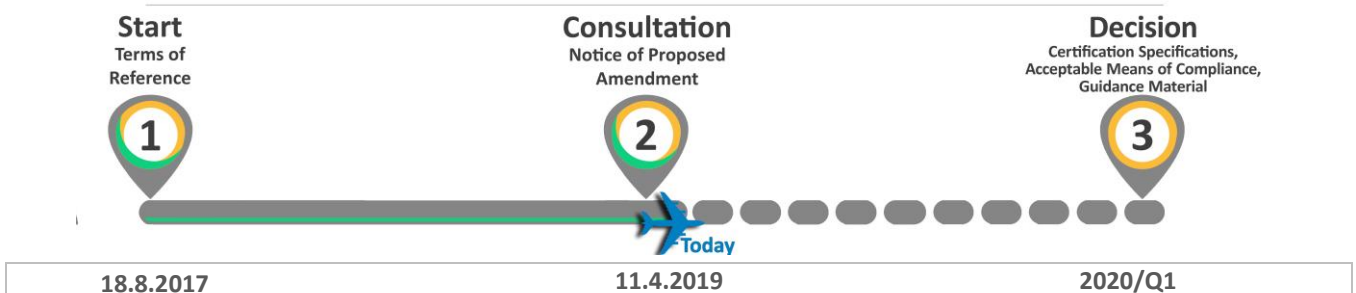 Start
Terms of
Reference
1
Consultation
Notice of Proposed
Amendment
2
Decision
Certification Specifications,
Acceptable Means of Compliance,
Guidance Material
3
Today
18.8.2017
11.4.2019
2020/Q1